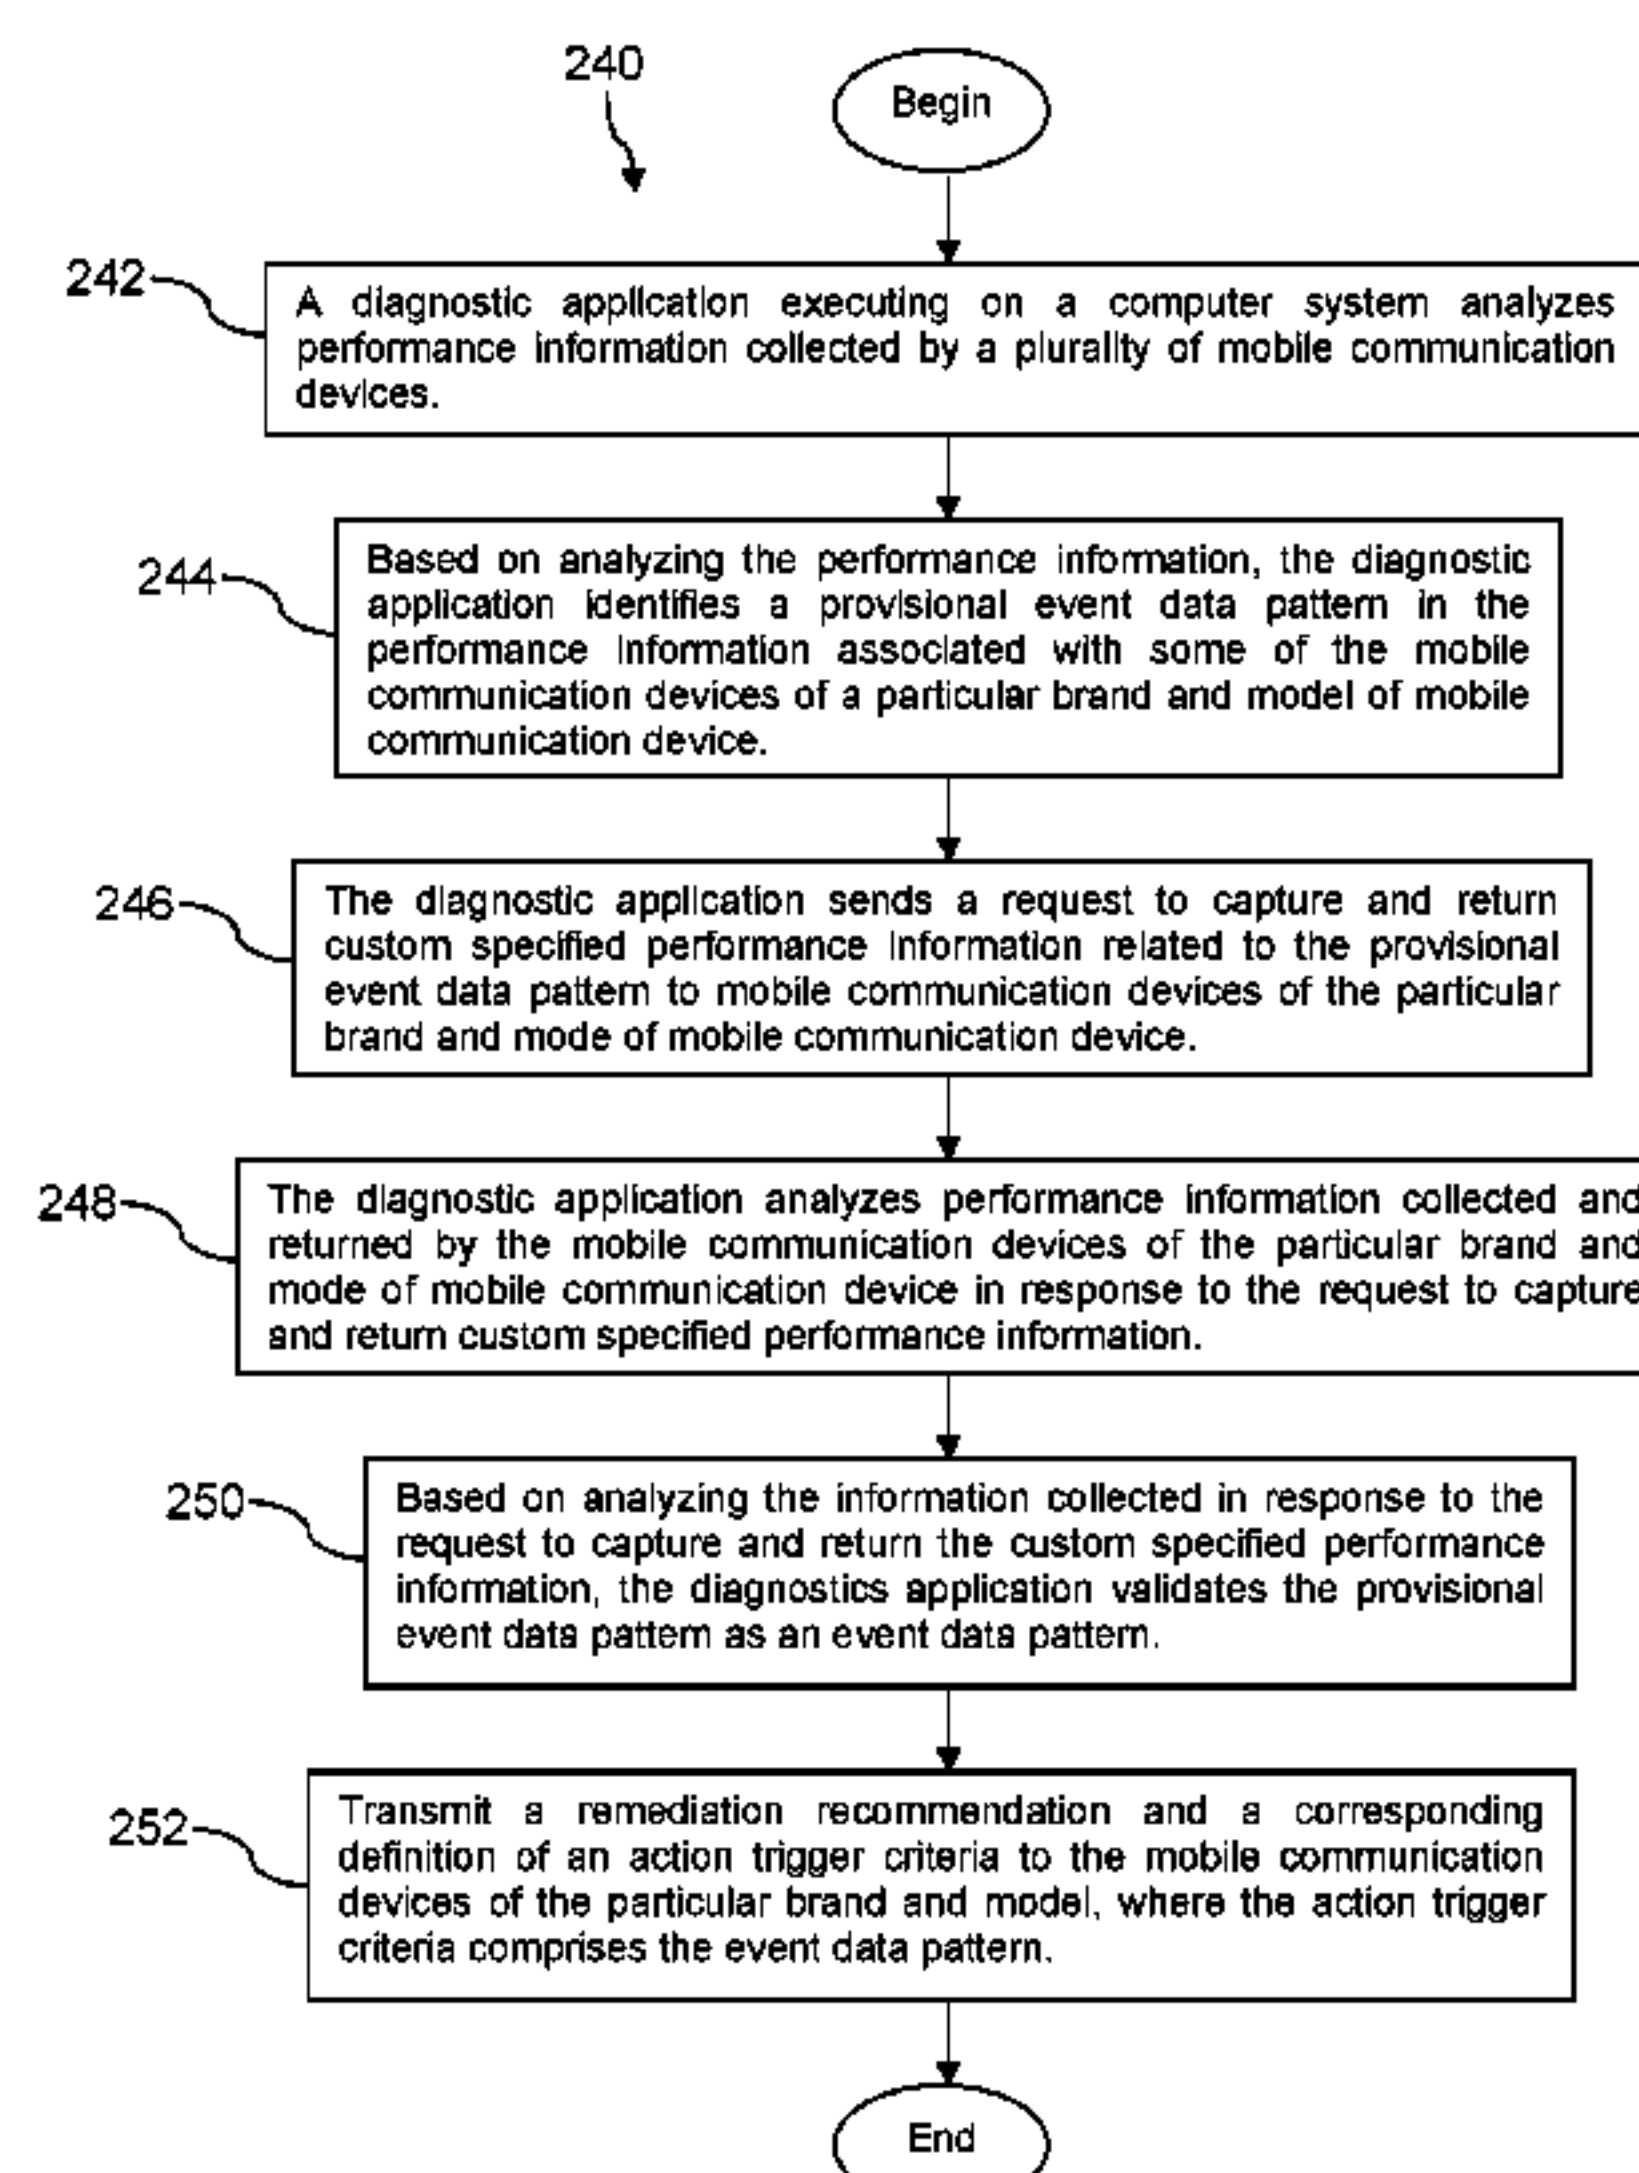 240
Begin
242
A diagnostic application executing on a computer system analyzes
performance information collected by a plurality of mobile communication
devices.
244
Based on analyzing the performance information, the diagnostic
application identifies a provisional event data pattern in the
performance information associated with some of the mobile
communication devices of a particular brand and model of mobile
communication device.
246
The diagnostic application sends a request to capture and return
custom specified performance information related to the provisional
event data pattern to mobile communication devices of the particular
brand and mode of mobile communication device.
248
The diagnostic application analyzes performance information collected and
returned by the mobile communication devices of the particular brand and
mode of mobile communication device in response to the request to capture
and return custom specified performance information.
250
Based on analyzing the information collected in response to the
request to capture and return the custom specified performance
information, the diagnostics application validates the provisional
event data pattern as an event data pattern.
252
Transmit a remediation recommendation and a corresponding
definition of an action trigger criteria to the mobile communication
devices of the particular brand and model, where the action trigger
criteria comprises the event data pattern.
End